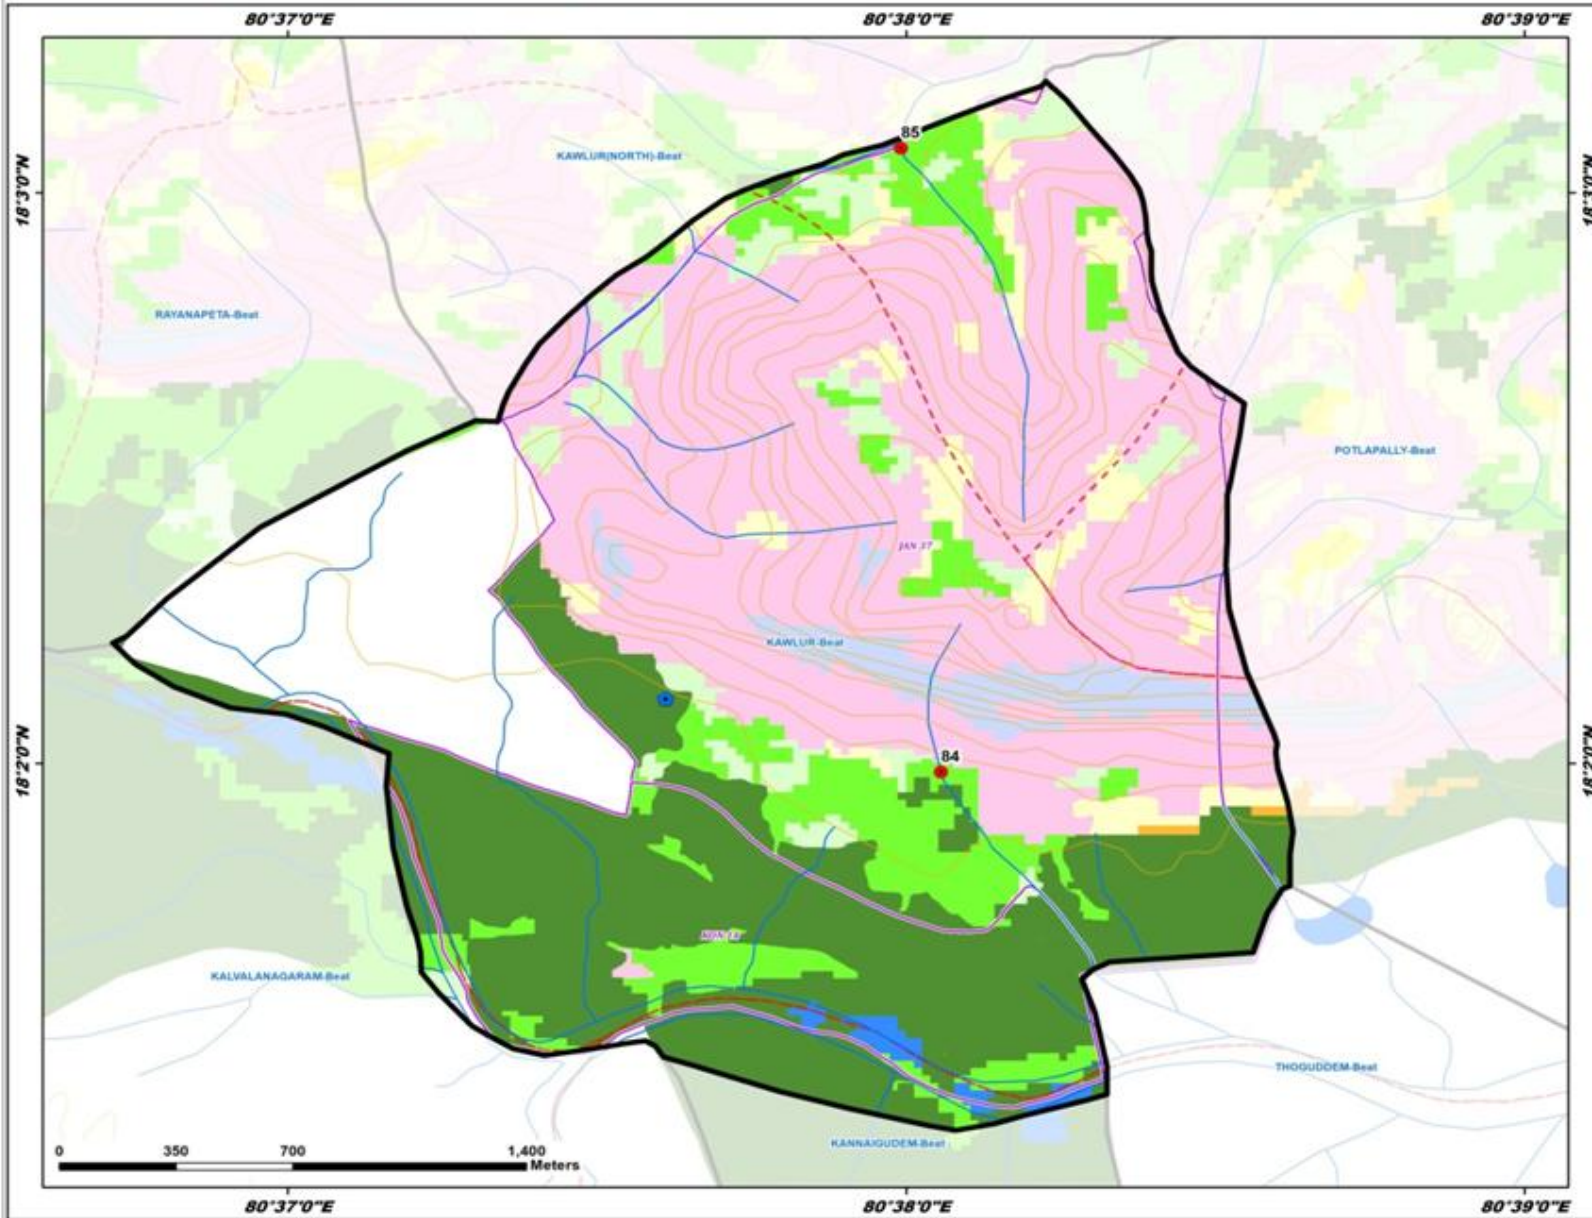 80°37'0"E 80°38'0"E 80°39'0"E
85
KAWLUR(NORTH)-Beat
18°3'0"N 18°3'0"N
RAYANAPETA-Beat
POTLAPALLY-Beat
JAN 37
KAWLUR-Beat
84
18°2'0"N 18°2'0"N
KALVALANAGARAM-Beat
THOGUDDEM-Beat
KANNAIGUDEM-Beat
0 350 700 1,400
Meters
80°37'0"E 80°38'0"E 80°39'0"E